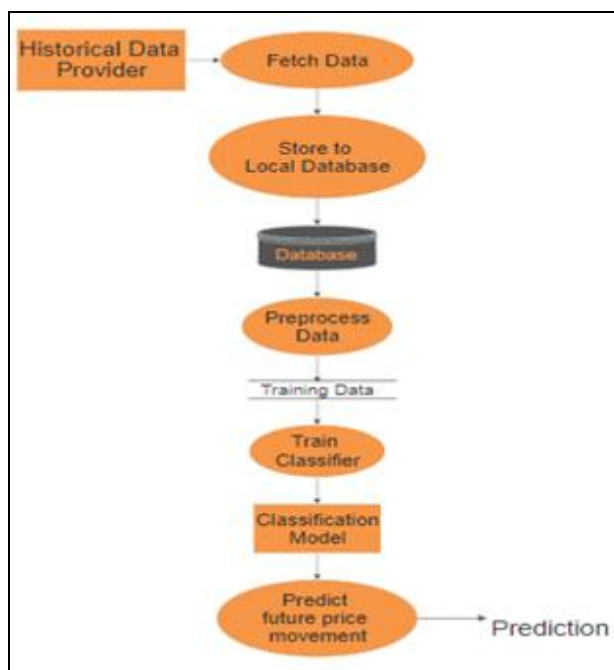 Historical Data
Provider
Fetch Data
Store to
Local Database
Database
Preprocess
Data
Training Data
Train
Classifier
Classification
Model
Predict
future price
movement
Prediction